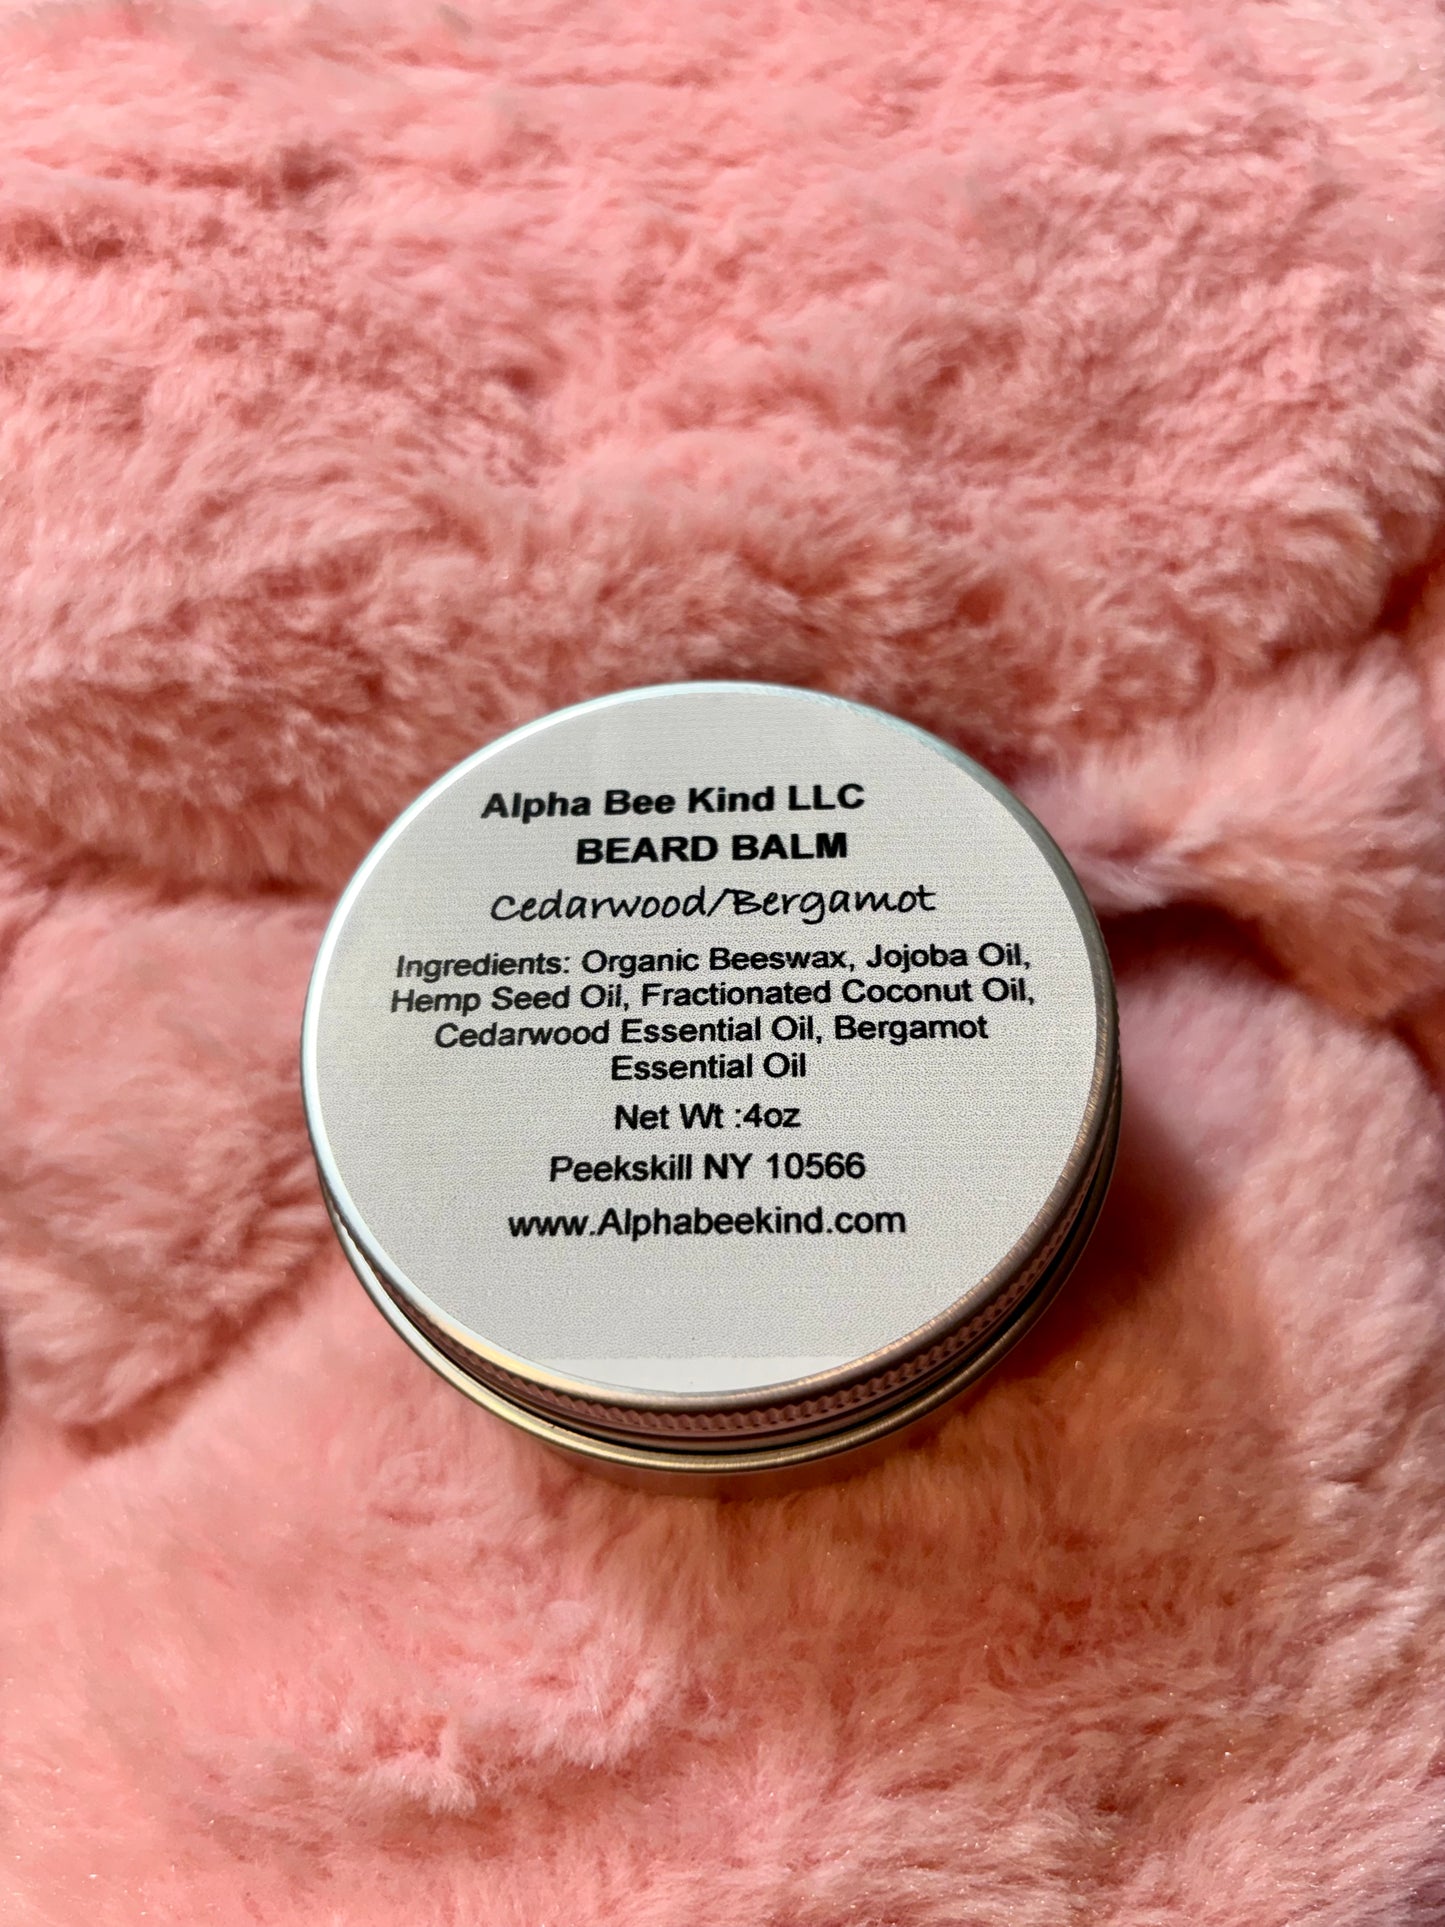 Alpha Bee Kind LLC
BEARD BALM
Cedarwood/Bergamot
Ingredients: Organic Beeswax, Jojoba Oil,
Hemp Seed Oil, Fractionated Coconut Oil,
Cedarwood Essential Oil, Bergamot
Essential Oil
Net Wt :4oz
Peekskill NY 10566
www.Alphabeekind.com